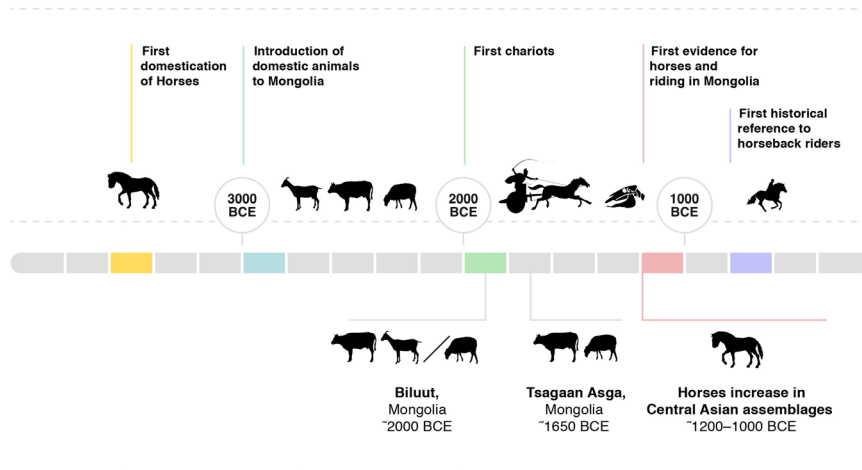 First
domestication
of Horses
Introduction of
domestic animals
to Mongolia
First chariots
First evidence for
horses and
riding in Mongolia
First historical
reference to
horseback riders
3000
BCE
2000
BCE
1000
BCE
Biluut,
Mongolia
~2000 BCE
Tsagaan Asga,
Mongolia
~1650 BCE
Horses increase in
Central Asian assemblages
~1200–1000 BCE